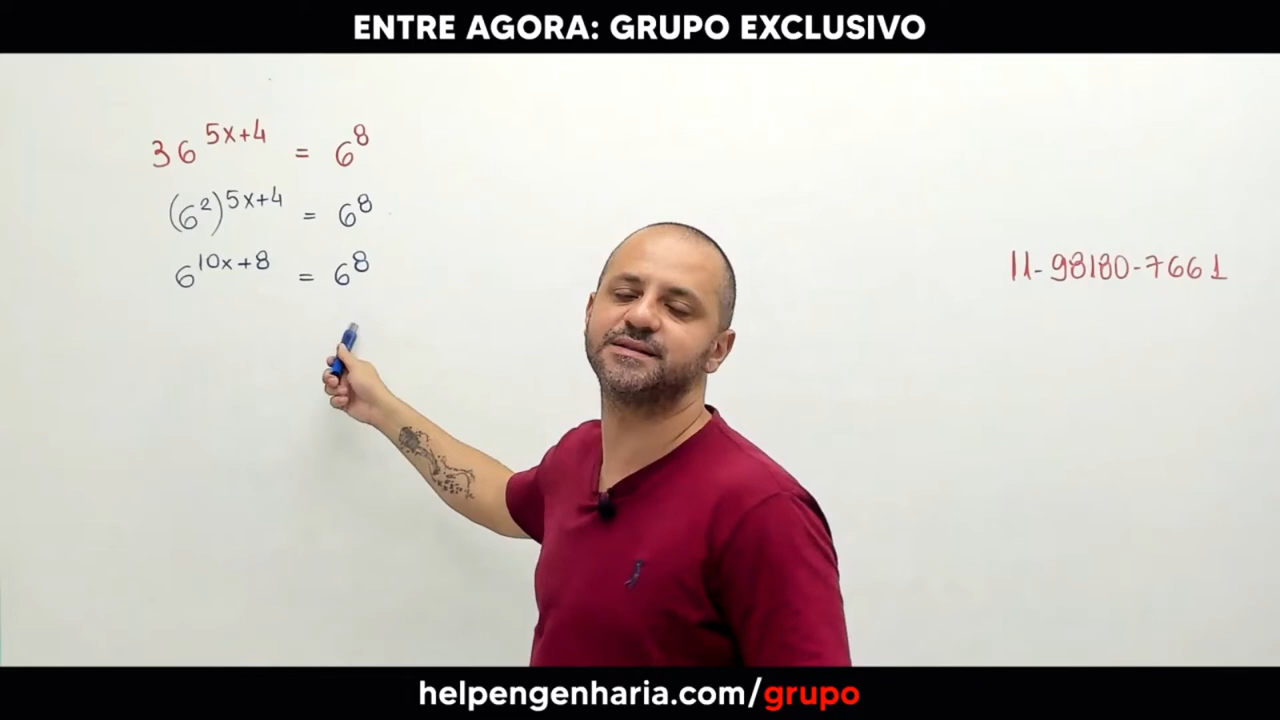 ENTRE AGORA: GRUPO EXCLUSIVO
36^{5x+4} = 6^8
(6^2)^{5x+4} = 6^8
6^{10x+8} = 6^8
11-98180-7661
helpengenharia.com/grupo